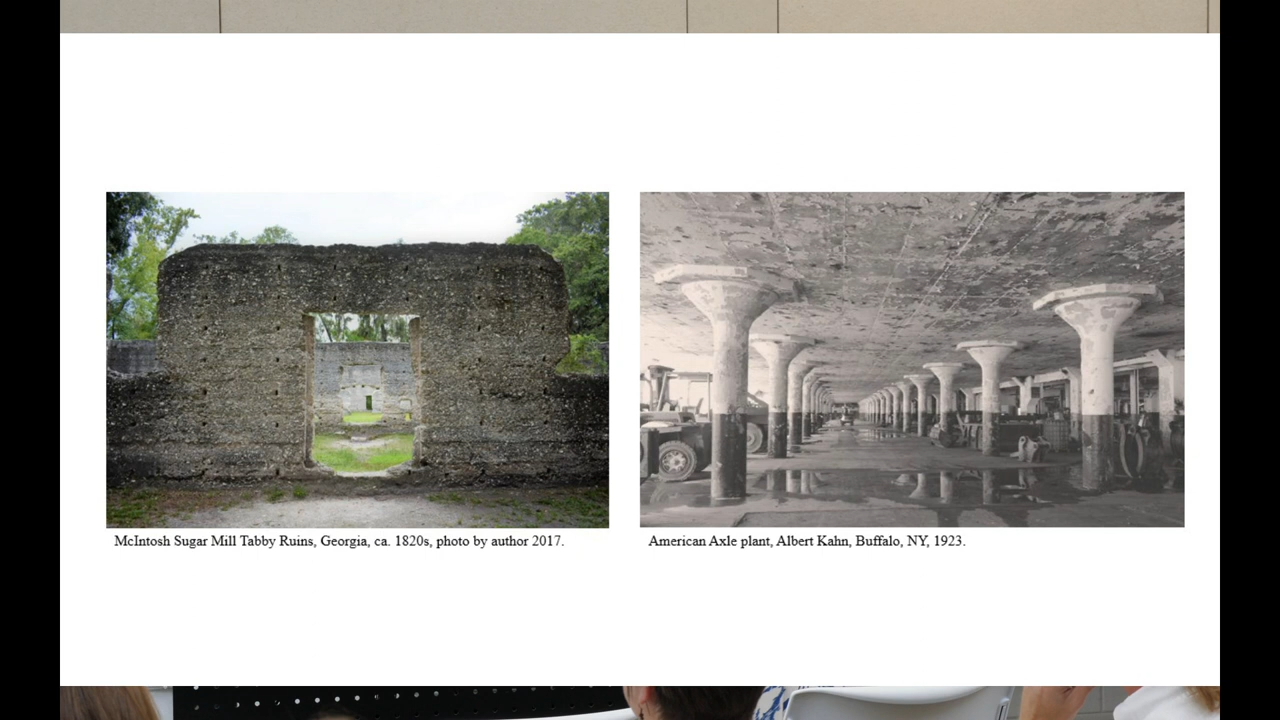 McIntosh Sugar Mill Tabby Ruins, Georgia, ca. 1820s, photo by author 2017.
American Axle plant, Albert Kahn, Buffalo, NY, 1923.